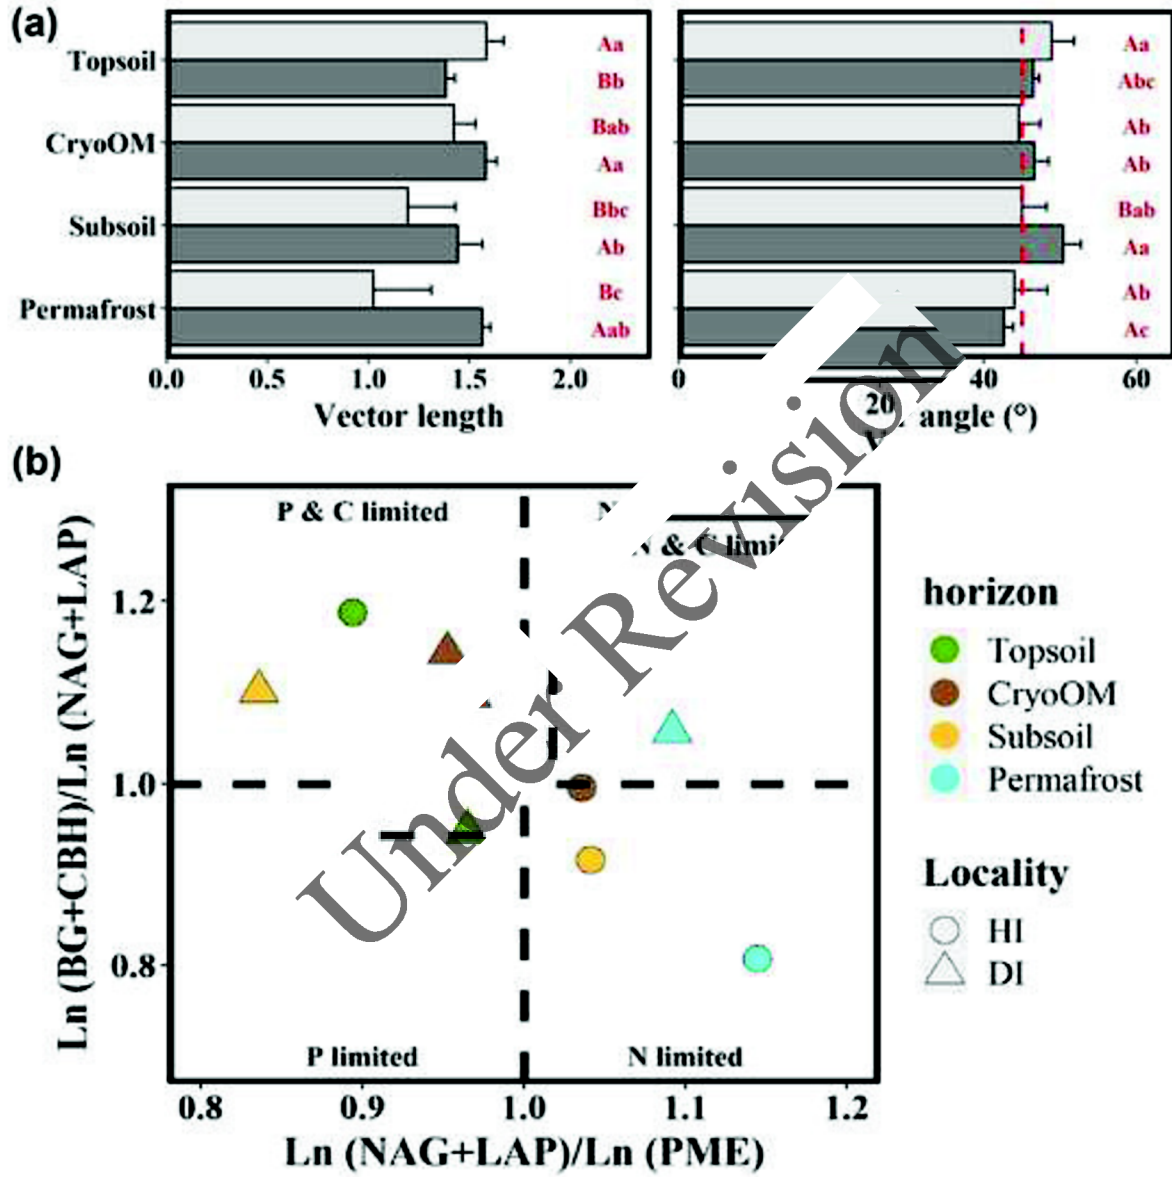 (a)
Topsoil
CryoOM
Subsoil
Permafrost
Aa
Bb
Bab
Aa
Bbc
Ab
Bc
Aab
0.0 0.5 1.0 1.5 2.0
Vector length
Aa
Abc
Ab
Ab
Bab
Aa
Ab
Ac
0 20 40 60
angle (°)
(b)
P & C limited
N & C
P limited
N limited
1.2
1.0
0.8
Ln (BG+CBH)/Ln (NAG+LAP)
0.8 0.9 1.0 1.1 1.2
Ln (NAG+LAP)/Ln (PME)
horizon
Topsoil
CryoOM
Subsoil
Permafrost
Locality
HI
DI
Under Revision